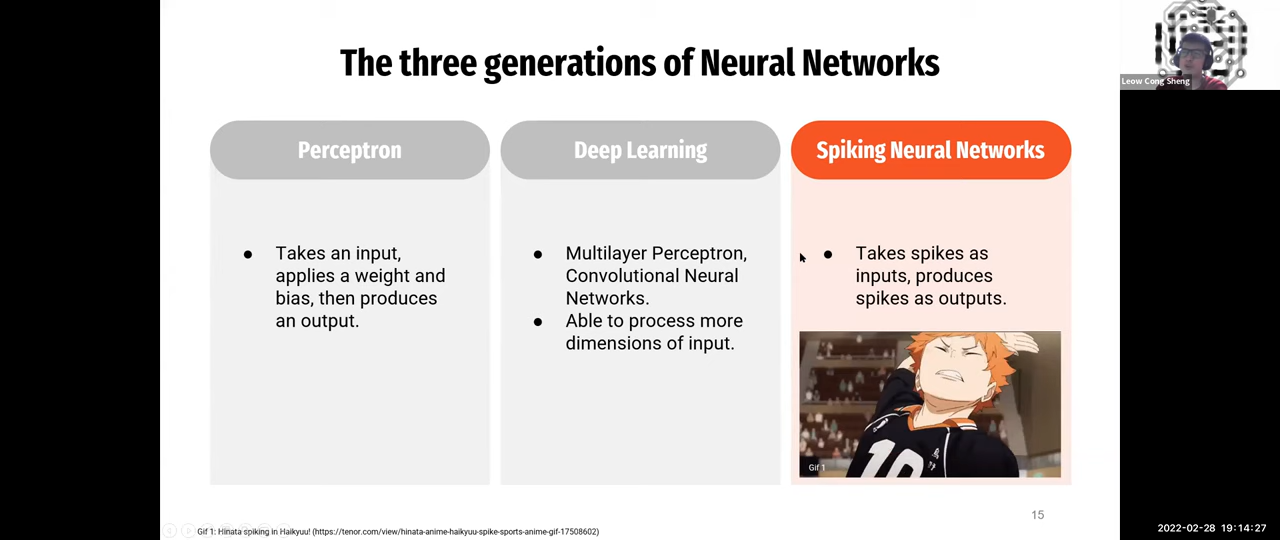 The three generations of Neural Networks
Leow Cong Sheng
Perceptron
Deep Learning
Spiking Neural Networks
● Takes an input,
applies a weight and
bias, then produces
an output.
● Multilayer Perceptron,
Convolutional Neural
Networks.
● Able to process more
dimensions of input.
● Takes spikes as
inputs, produces
spikes as outputs.
10
Gif 1
15
Gif 1: Hinata spiking in Haikyuu! (https://tenor.com/view/hinata-anime-haikyuu-spike-sports-anime-gif-17508602)
2022-02-28 19:14:27